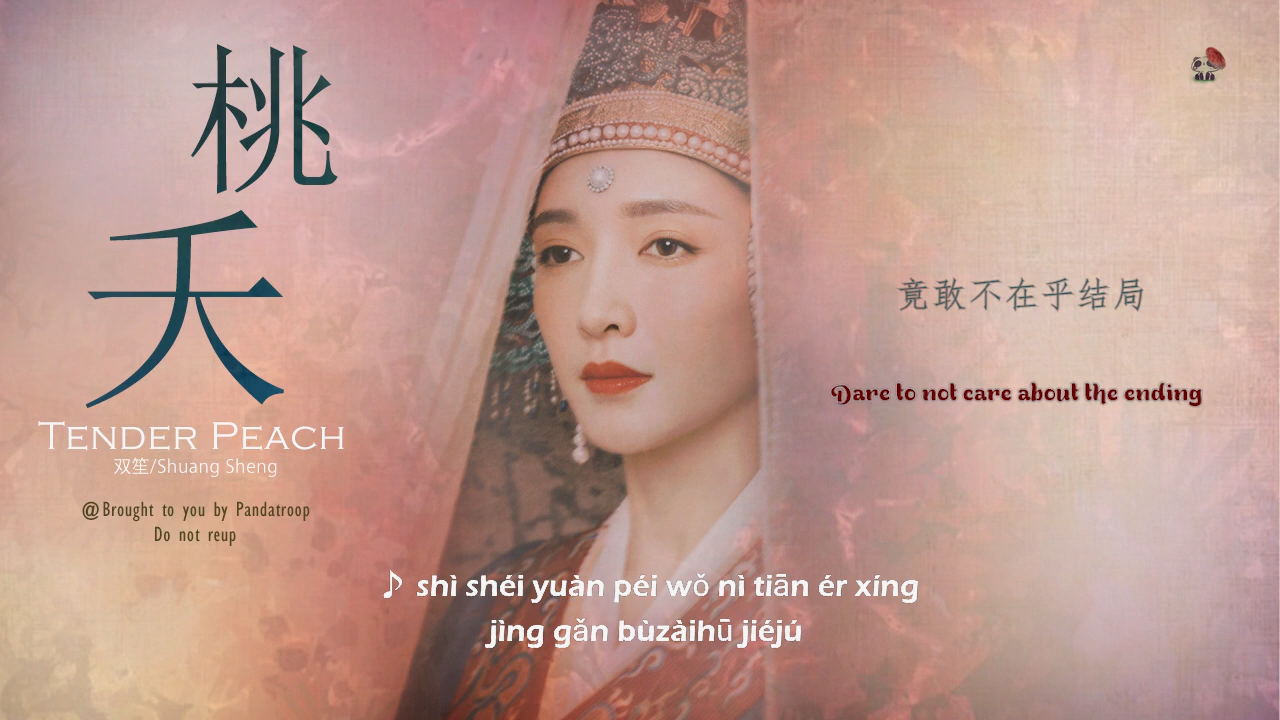 桃夭
TENDER PEACH
双笙/Shuang Sheng
@Brought to you by Pandatroop
Do not reup
竟敢不在乎结局
Dare to not care about the ending
♪ shì shéi yuàn péi wǒ nì tiān ér xíng
jìng gǎn bùzàihū jiéjú